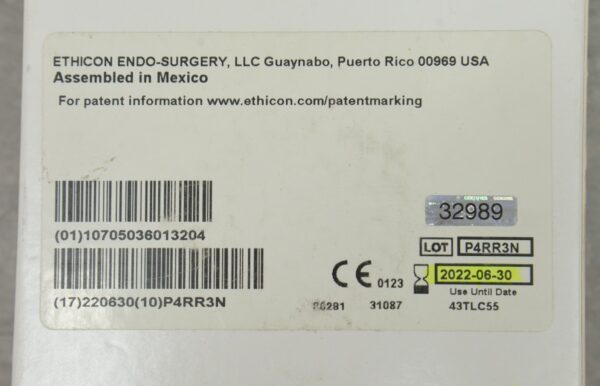 ETHICON ENDO-SURGERY, LLC Guaynabo, Puerto Rico 00969 USA
Assembled in Mexico
For patent information www.ethicon.com/patentmarking
32989
(01)10705036013204
LOT P4RR3N
CE 0123
2022-06-30
Use Until Date
(17)220630(10)P4RR3N
31087
43TLC55